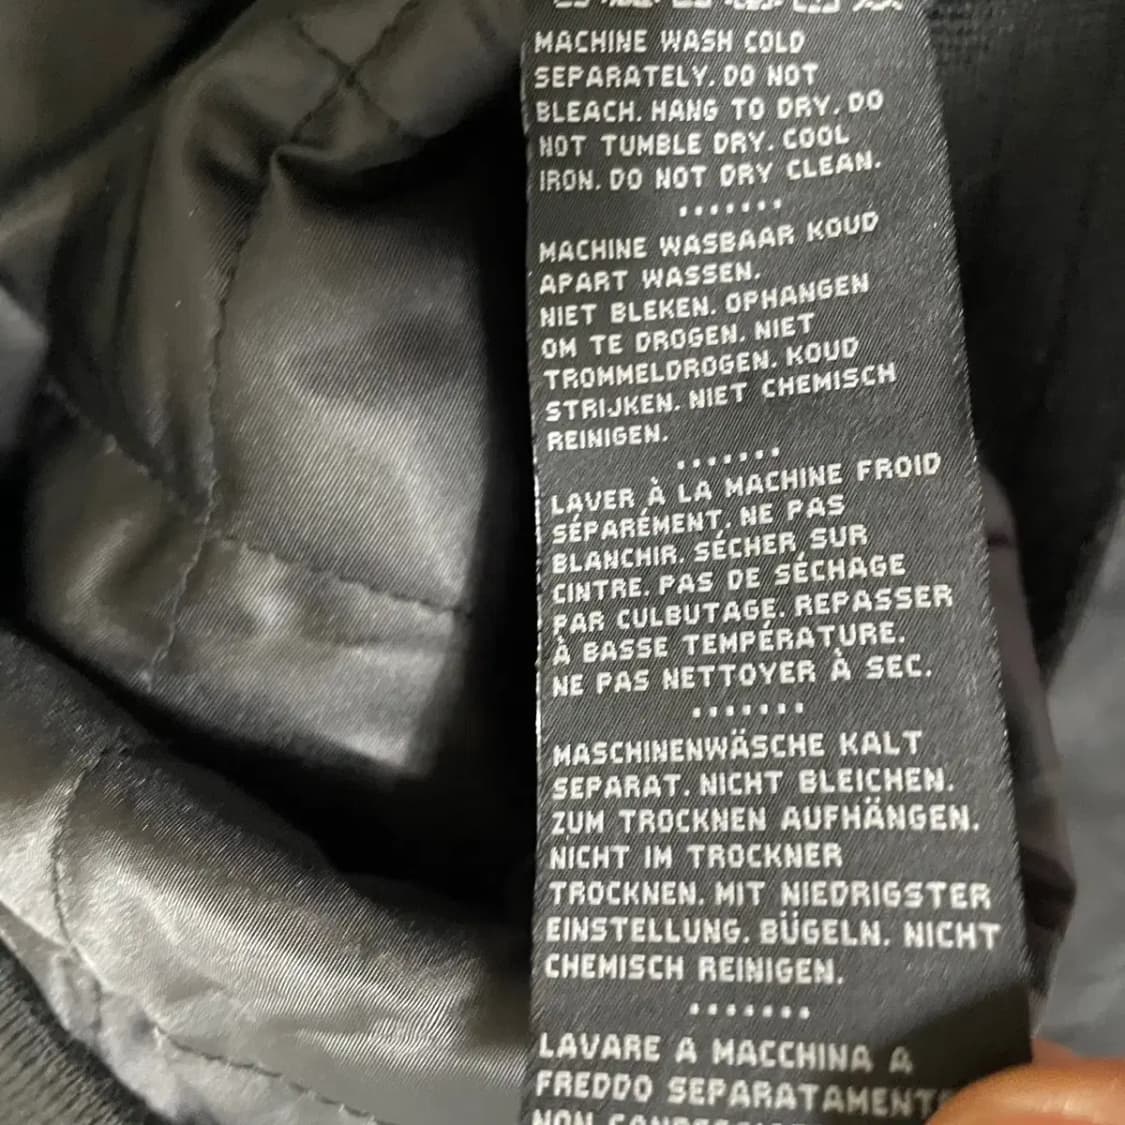 MACHINE WASH COLD
SEPARATELY. DO NOT
BLEACH. HANG TO DRY. DO
NOT TUMBLE DRY. COOL
IRON. DO NOT DRY CLEAN.
.......
MACHINE WASBAAR KOUD
APART WASSEN.
NIET BLEKEN. OPHANGEN
OM TE DROGEN. NIET
TROMMELDROGEN. KOUD
STRIJKEN. NIET CHEMISCH
REINIGEN.
.......
LAVER À LA MACHINE FROID
SÉPARÉMENT. NE PAS
BLANCHIR. SÉCHER SUR
CINTRE. PAS DE SÉCHAGE
PAR CULBUTAGE. REPASSER
À BASSE TEMPÉRATURE.
NE PAS NETTOYER À SEC.
.......
MASCHINENWÄSCHE KALT
SEPARAT. NICHT BLEICHEN.
ZUM TROCKNEN AUFHÄNGEN.
NICHT IM TROCKNER
TROCKNEN. MIT NIEDRIGSTER
EINSTELLUNG. BÜGELN. NICHT
CHEMISCH REINIGEN.
.......
LAVARE A MACCHINA A
FREDDO SEPARATAMENT
NON